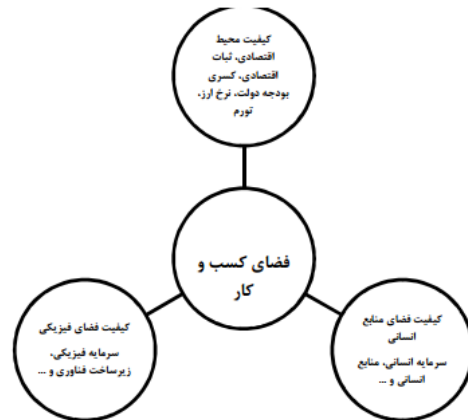 کیفیت محیط
اقتصادی، ثبات
اقتصادی، کسری
بودجه دولت، نرخ ارز،
تورم
فضای کسب و
کار
کیفیت فضای منابع
انسانی
سرمایه انسانی، منابع
انسانی و ...
کیفیت فضای فیزیکی
سرمایه فیزیکی،
زیرساخت فناوری و ...